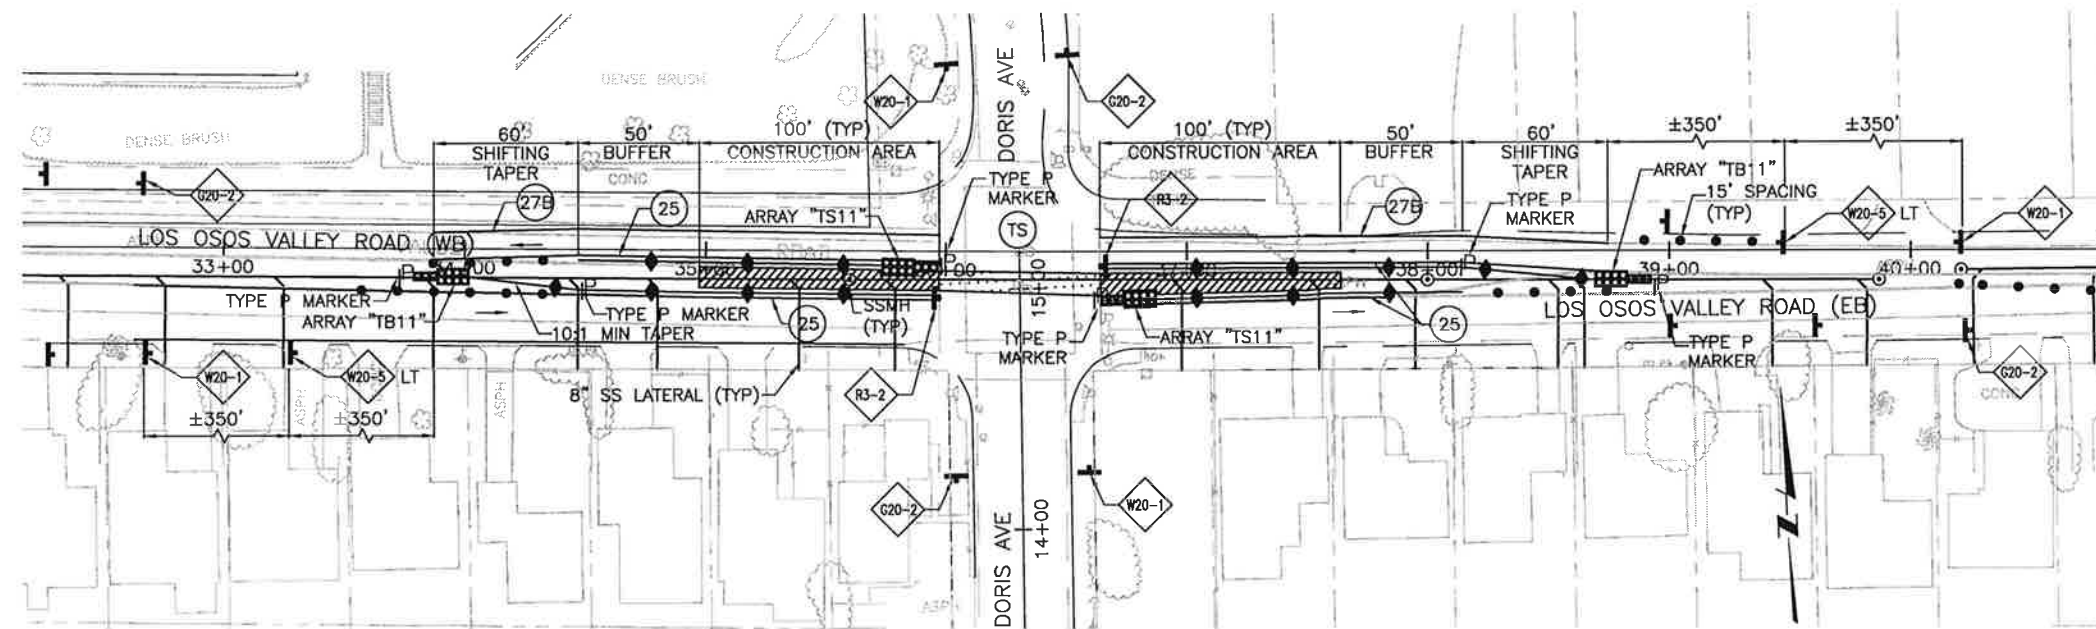 DENSE BRUSH
DENSE BRUSH
W20-1
DORIS AVE
G20-2
60'
SHIFTING
TAPER
50'
BUFFER
100' (TYP)
CONSTRUCTION AREA
100' (TYP)
CONSTRUCTION AREA
50'
BUFFER
60'
SHIFTING
TAPER
±350'
±350'
G20-2
CONC
27B
25
ARRAY "TS11"
TYPE P
MARKER
TS
DENSE
R3-2
27B
TYPE P
MARKER
ARRAY "TB11"
15' SPACING
(TYP)
W20-5 LT
W20-1
LOS OSOS VALLEY ROAD (WB)
33+00
15+00
38+00
39+00
40+00
TYPE P MARKER
ARRAY "TB11"
TYPE P MARKER
10:1 MIN TAPER
25
SSMH
(TYP)
TYPE P
MARKER
ARRAY "TS11"
25
LOS OSOS VALLEY ROAD (EB)
TYPE P
MARKER
W20-1
W20-5 LT
8" SS LATERAL (TYP)
R3-2
G20-2
CONC
±350'
±350'
ASPH
ASPH
G20-2
DORIS AVE
14+00
W20-1
ASPH
Z